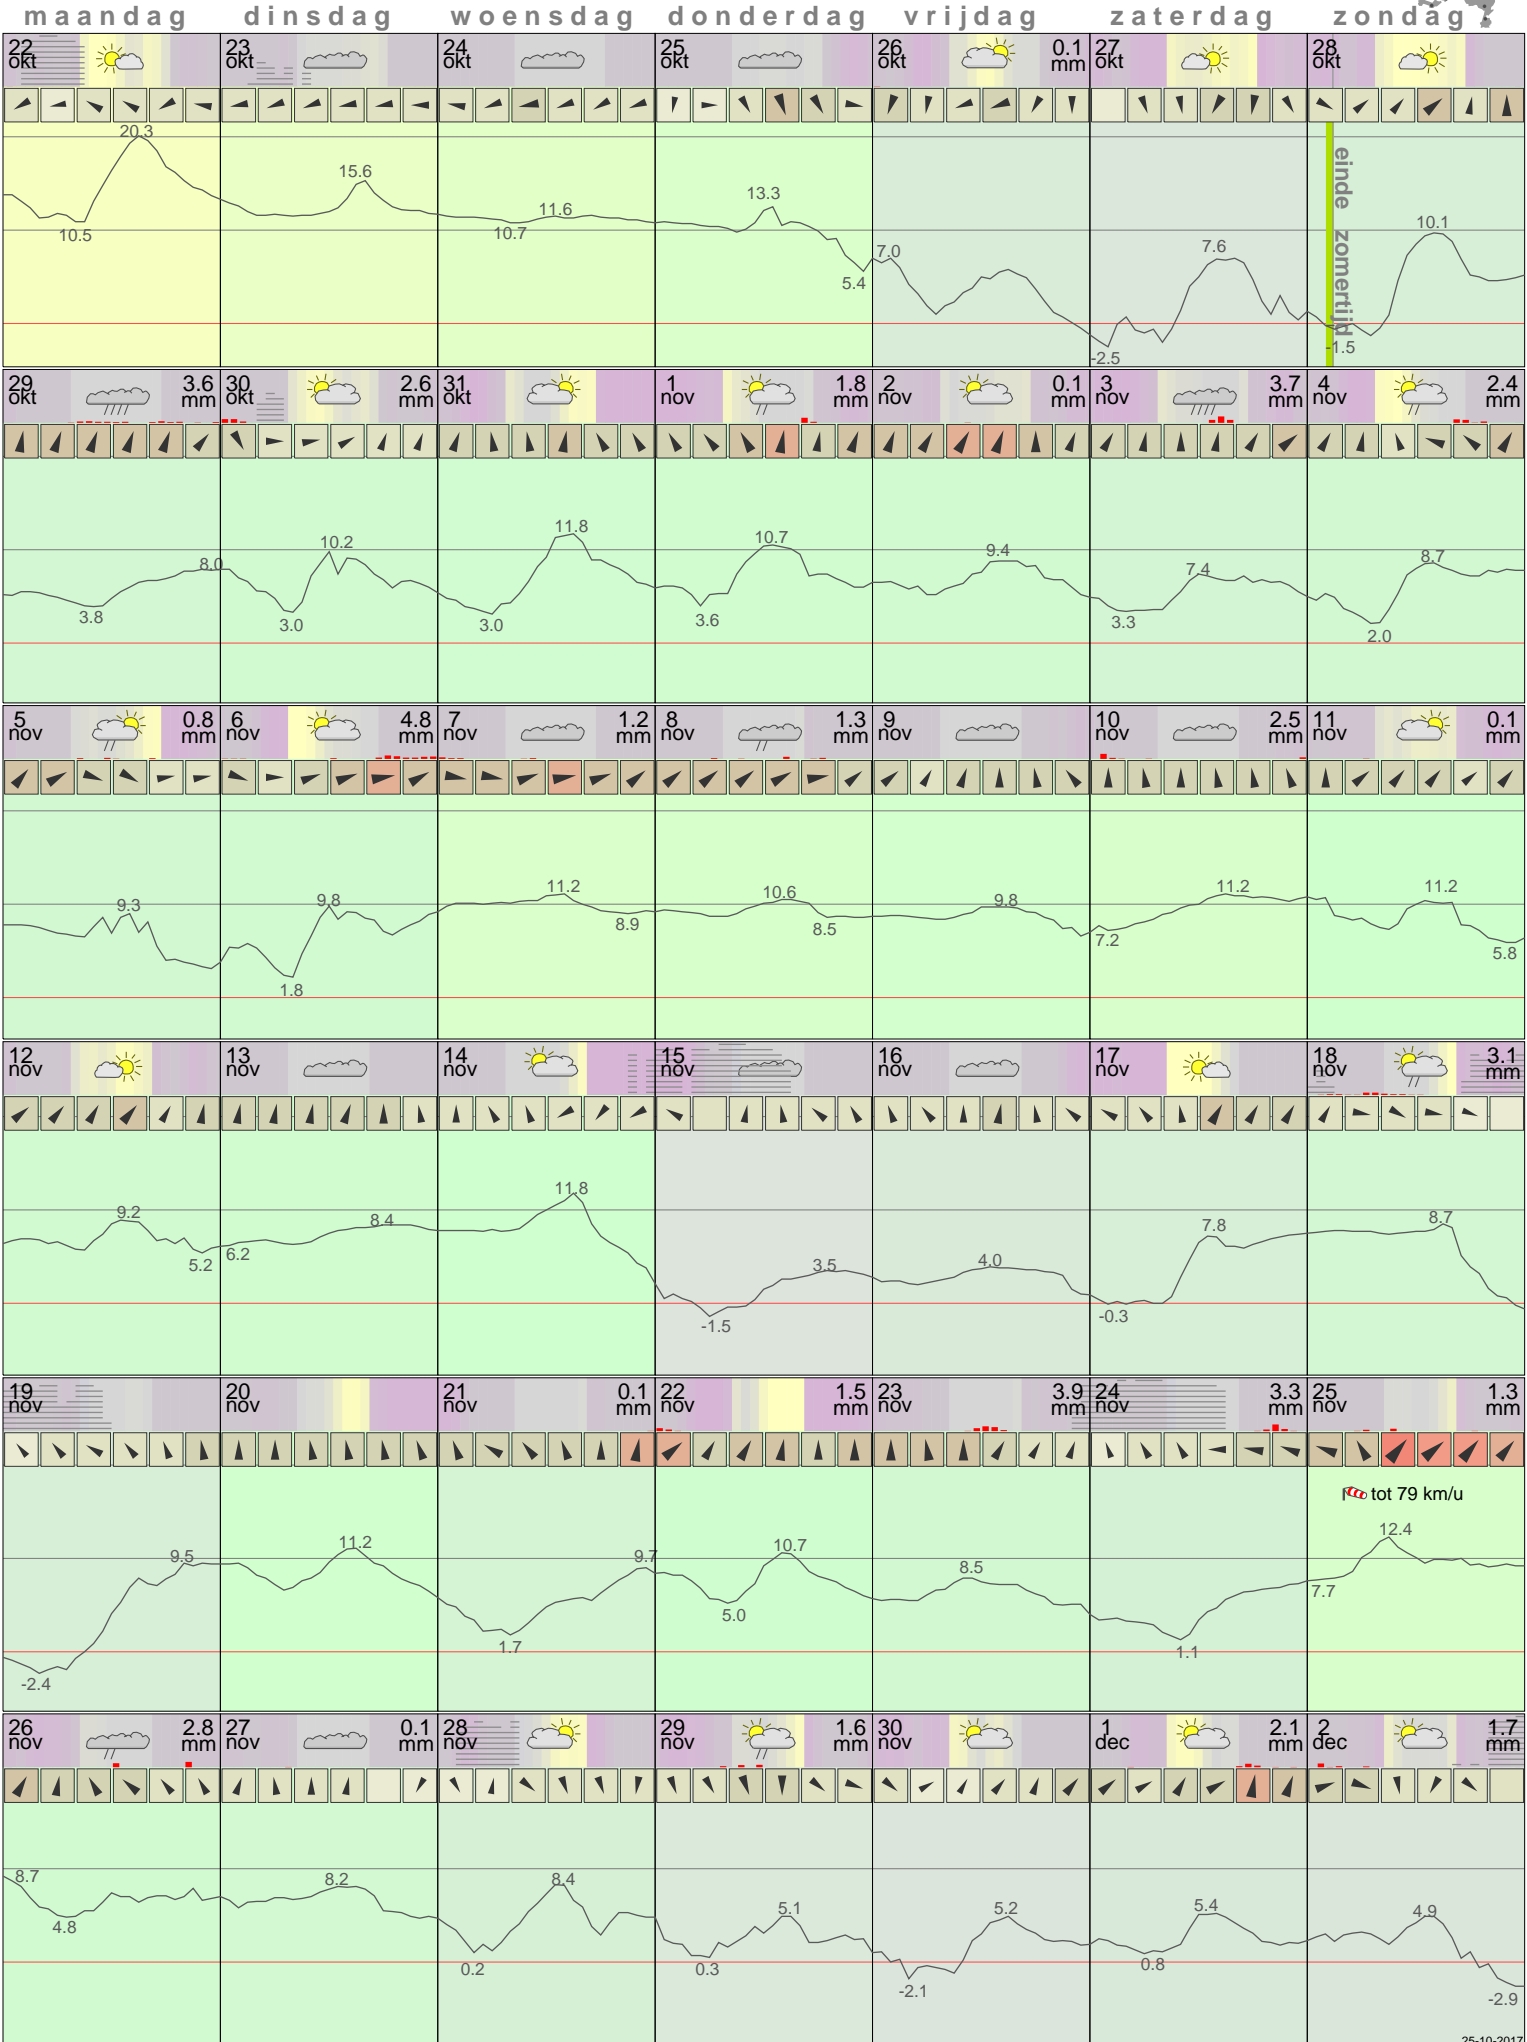 maandag dinsdag woensdag donderdag vrijdag zaterdag zondag
22 okt 23 okt 24 okt 25 okt 26 okt 0.1 mm 27 okt 28 okt
20.3 10.5 15.6 11.6 10.7 13.3 5.4 7.0 -2.5 7.6 einde zomertijd -1.5 10.1
29 okt 3.6 mm 30 okt 2.6 mm 31 okt 1 nov 1.8 mm 2 nov 0.1 mm 3 nov 3.7 mm 4 nov 2.4 mm
3.8 8.0 3.0 10.2 3.0 11.8 3.6 10.7 9.4 3.3 7.4 2.0 8.7
5 nov 0.8 mm 6 nov 4.8 mm 7 nov 1.2 mm 8 nov 1.3 mm 9 nov 10 nov 2.5 mm 11 nov 0.1 mm
9.3 1.8 9.8 11.2 8.9 10.6 8.5 9.8 7.2 11.2 11.2 5.8
12 nov 13 nov 14 nov 15 nov 16 nov 17 nov 18 nov 3.1 mm
9.2 5.2 6.2 8.4 11.8 -1.5 3.5 4.0 -0.3 7.8 8.7
19 nov 20 nov 21 nov 0.1 mm 22 nov 1.5 mm 23 nov 3.9 mm 24 nov 3.3 mm 25 nov 1.3 mm
tot 79 km/u
-2.4 9.5 11.2 1.7 9.7 5.0 10.7 8.5 1.1 7.7 12.4
26 nov 2.8 mm 27 nov 0.1 mm 28 nov 29 nov 1.6 mm 30 nov 1 dec 2.1 mm 2 dec 1.7 mm
8.7 4.8 8.2 0.2 8.4 0.3 5.1 -2.1 5.2 0.8 5.4 4.9 -2.9
25-10-2017